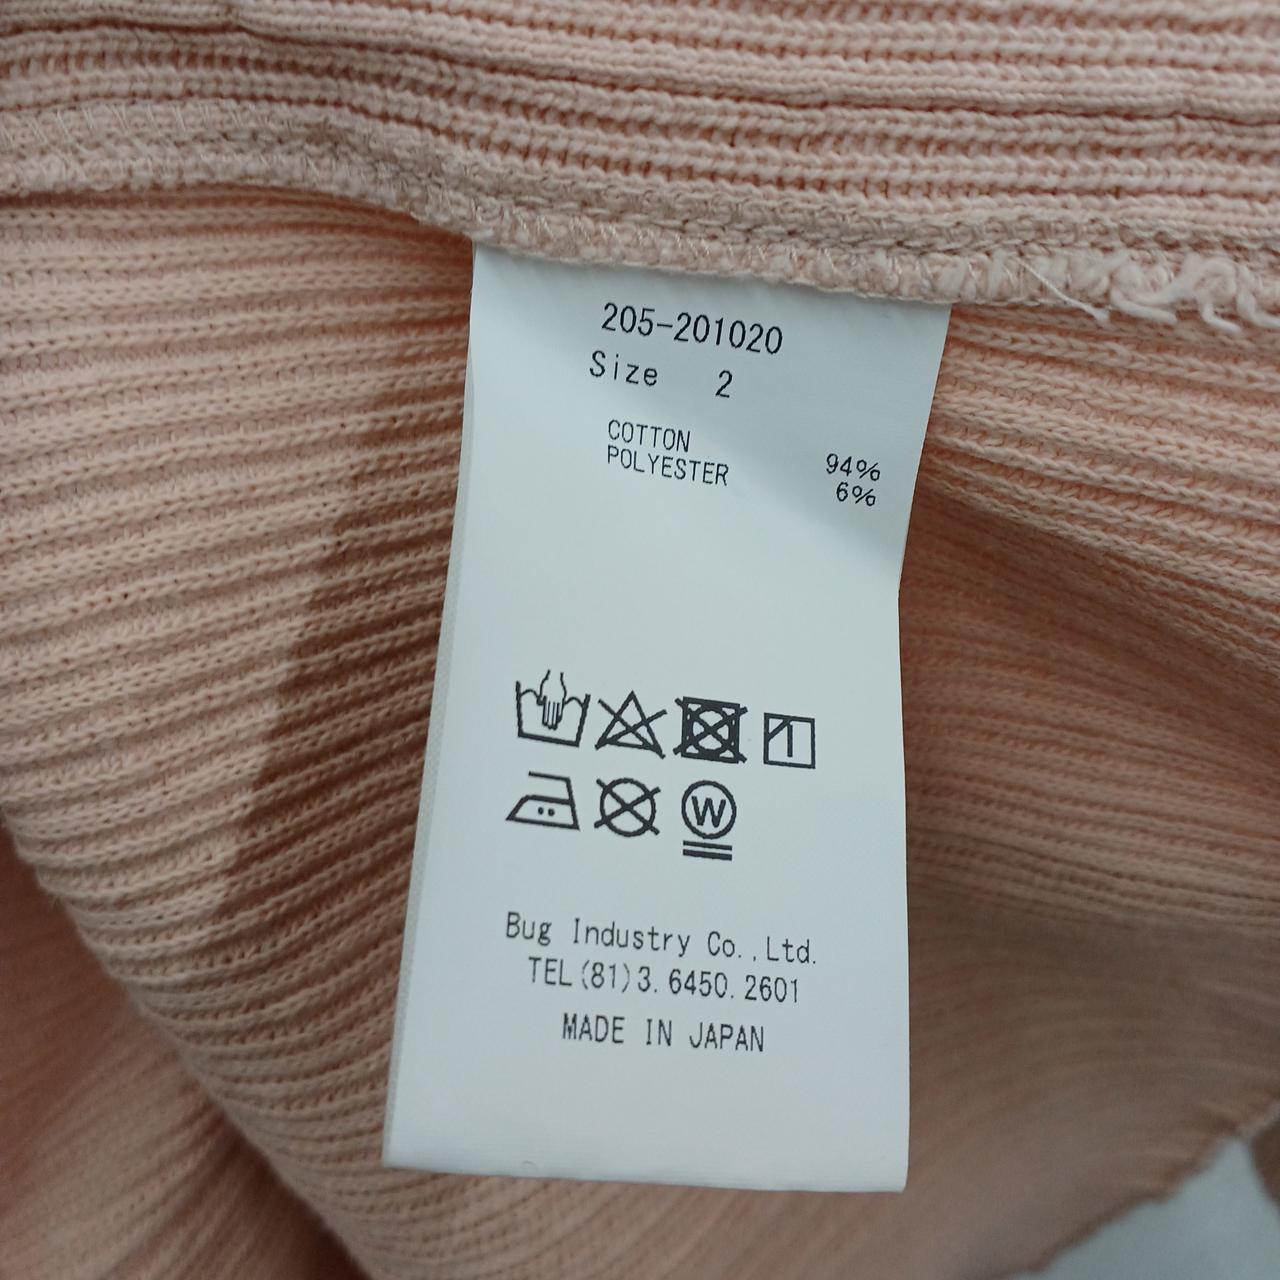 205-201020
Size 2
COTTON 94%
POLYESTER 6%
W
Bug Industry Co.,Ltd.
TEL(81)3.6450.2601
MADE IN JAPAN